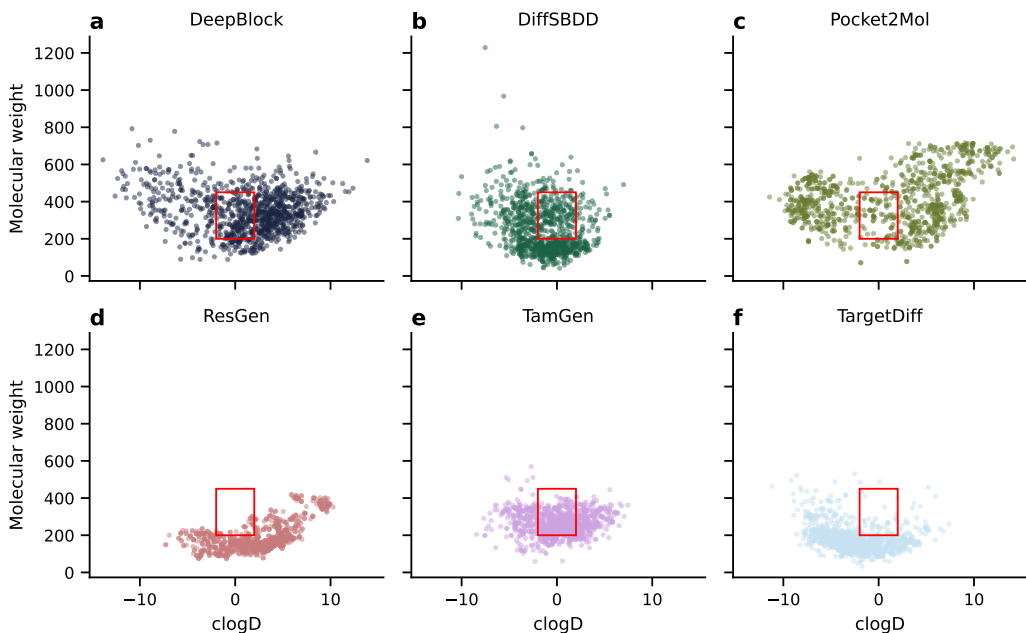 a DeepBlock
b DiffSBDD
c Pocket2Mol
Molecular weight
1200
1000
800
600
400
200
0
d ResGen
e TamGen
f TargetDiff
Molecular weight
1200
1000
800
600
400
200
0
−10 0 10
−10 0 10
−10 0 10
clogD
clogD
clogD